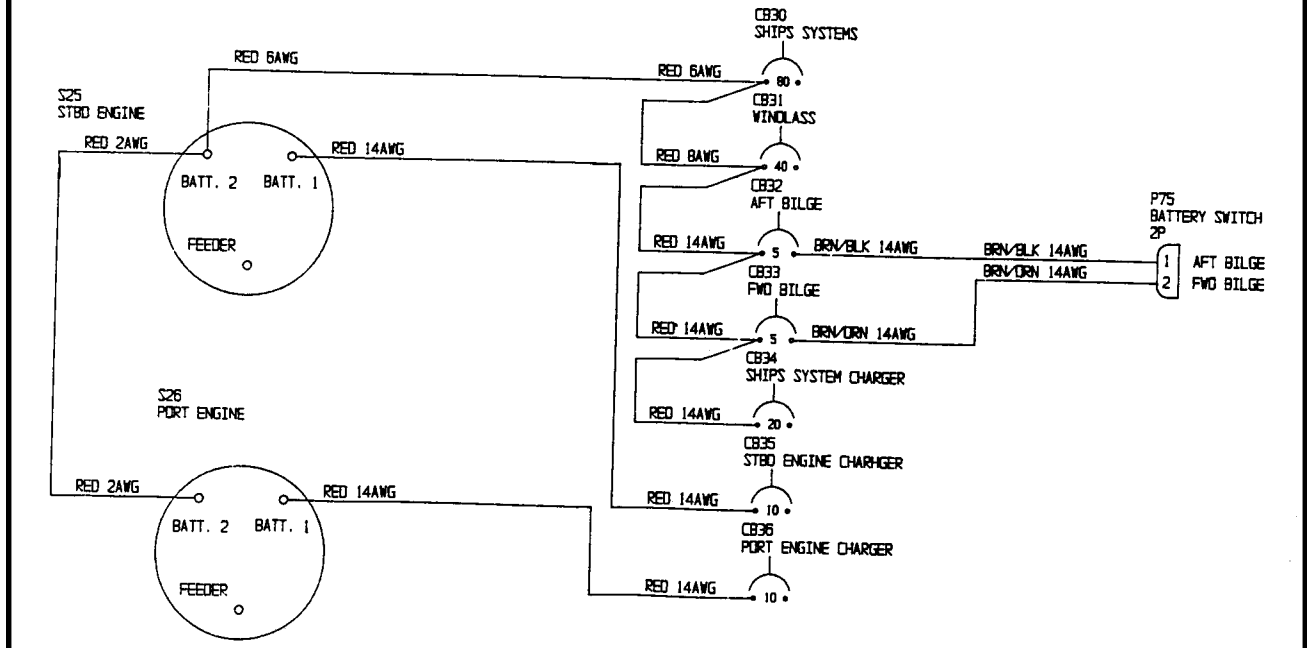 CB30
SHIPS SYSTEMS
RED 6AWG
RED 6AWG
80
S25
STBD ENGINE
CB31
WINDLASS
RED 2AWG
RED 14AWG
RED 8AWG
40
BATT. 2
BATT. 1
CB32
AFT BILGE
P75
BATTERY SWITCH
2P
FEEDER
RED 14AWG
5
BRN/BLK 14AWG
BRN/BLK 14AWG
1
AFT BILGE
CB33
FWD BILGE
BRN/ORN 14AWG
2
FWD BILGE
RED 14AWG
5
BRN/ORN 14AWG
CB34
SHIPS SYSTEM CHARGER
S26
PORT ENGINE
RED 14AWG
20
CB35
STBD ENGINE CHARHGER
RED 2AWG
RED 14AWG
RED 14AWG
10
BATT. 2
BATT. 1
CB36
PORT ENGINE CHARGER
FEEDER
RED 14AWG
10